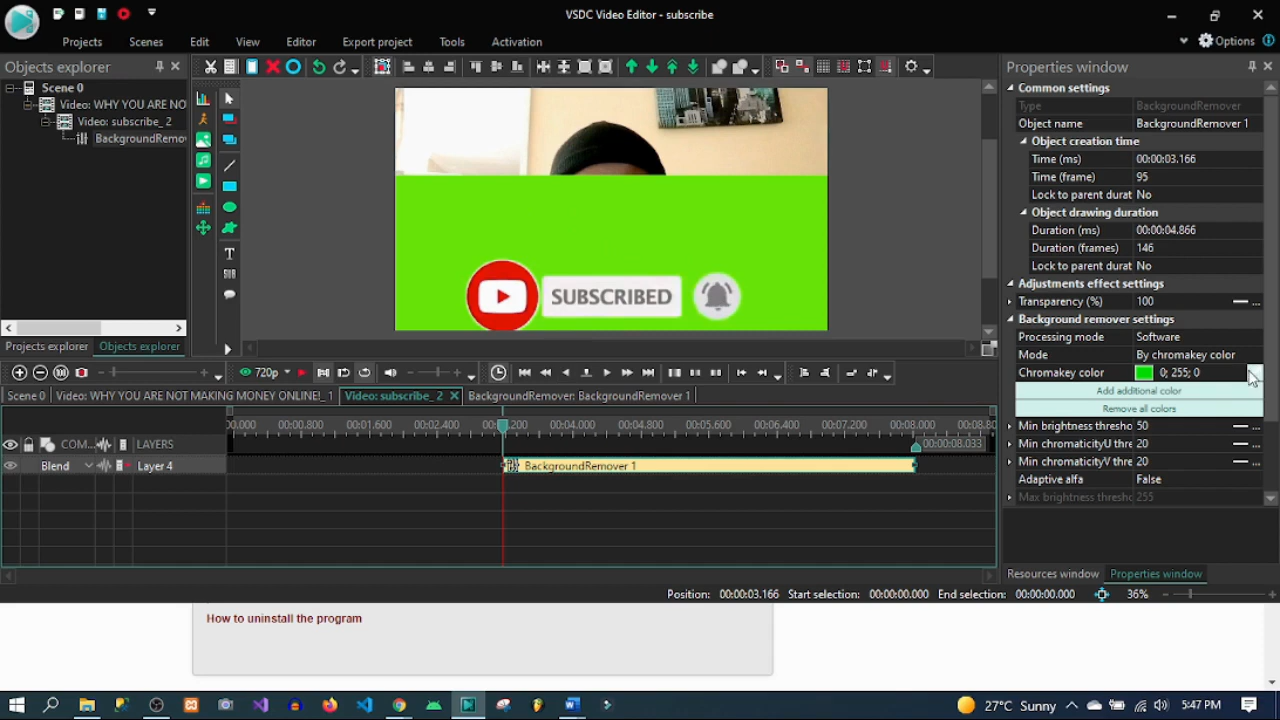 VSDC Video Editor - subscribe
Projects Scenes Edit View Editor Export project Tools Activation Options
Objects explorer
Scene 0
Video: WHY YOU ARE NO
Video: subscribe_ 2
BackgroundRemov
Projects explorer Objects explorer
T
SUBSCRIBED
Properties window
Common settings
Type BackgroundRemover
Object name BackgroundRemover 1
Object creation time
Time (ms) 00:00:03.166
Time (frame) 95
Lock to parent durat No
Object drawing duration
Duration (ms) 00:00:04.866
Duration (frames) 146
Lock to parent durat No
Adjustments effect settings
Transparency (%) 100 ...
Background remover settings
Processing mode Software
Mode By chromakey color
Chromakey color 0; 255; 0
Add additional color
Remove all colors
Min brightness thresho 50 ...
Min chromaticityU thre 20 ...
Min chromaticityV thre 20 ...
Adaptive alfa False
Max brightness thresho 255
Resources window Properties window
720p
Scene 0 Video: WHY YOU ARE NOT MAKING MONEY ONLINE!_ 1 Video: subscribe_ 2 BackgroundRemover: BackgroundRemover 1
0.000 00:00.800 00:01.600 00:02.400 00:04.000 00:04.800 00:05.600 00:06.400 00:07.200 00:08.000 00:08.80
00:00:08.033
COM... LAYERS
Blend Layer 4
BackgroundRemover 1
Position: 00:00:03.166 Start selection: 00:00:00.000 End selection: 00:00:00.000 36%
How to uninstall the program
27°C Sunny 5:47 PM